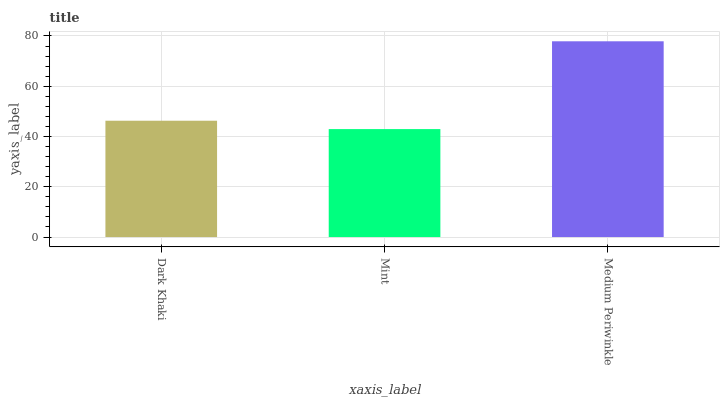 title
yaxis_label
80
60
40
20
0
Dark Khaki
Mint
Medium Periwinkle
xaxis_label